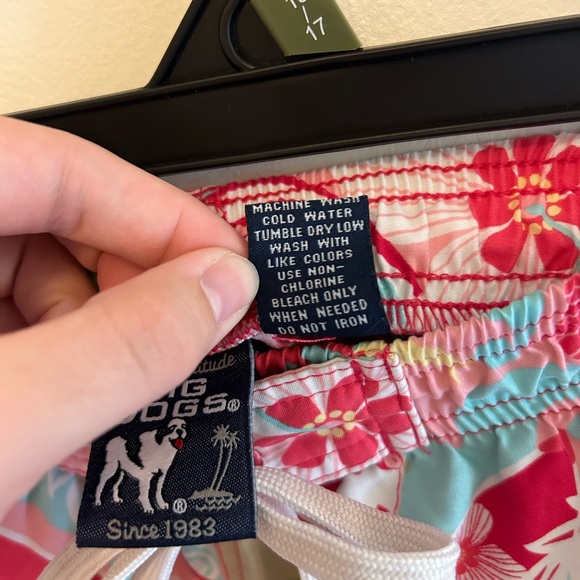 16
-
17
MACHINE WASH
COLD WATER
TUMBLE DRY LOW
WASH WITH
LIKE COLORS
USE NON-
CHLORINE
BLEACH ONLY
WHEN NEEDED
DO NOT IRON
DOGS®
®
Since 1983